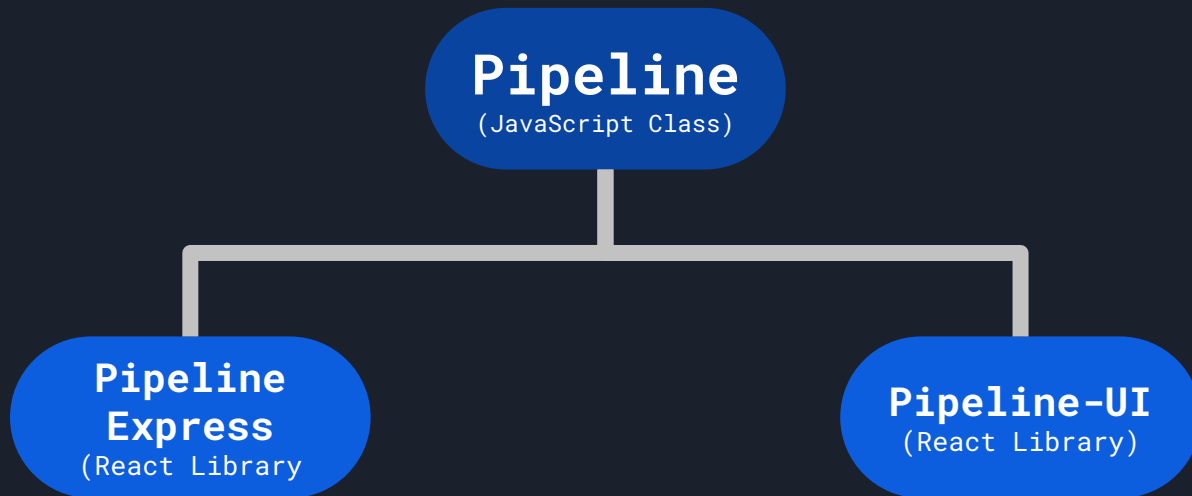 Pipeline
(JavaScript Class)
Pipeline
Express
(React Library
Pipeline-UI
(React Library)